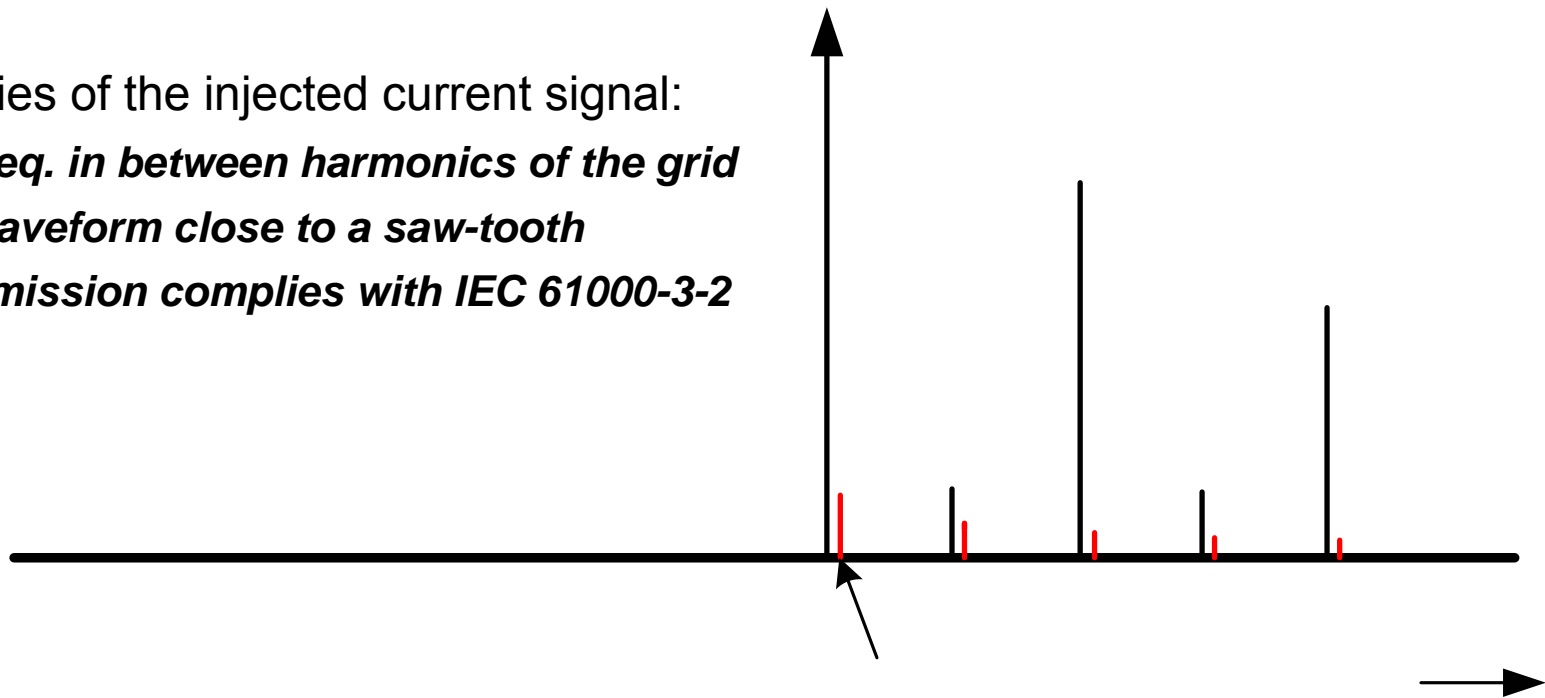 ies of the injected current signal:
eq. in between harmonics of the grid
aveform close to a saw-tooth
mission complies with IEC 61000-3-2